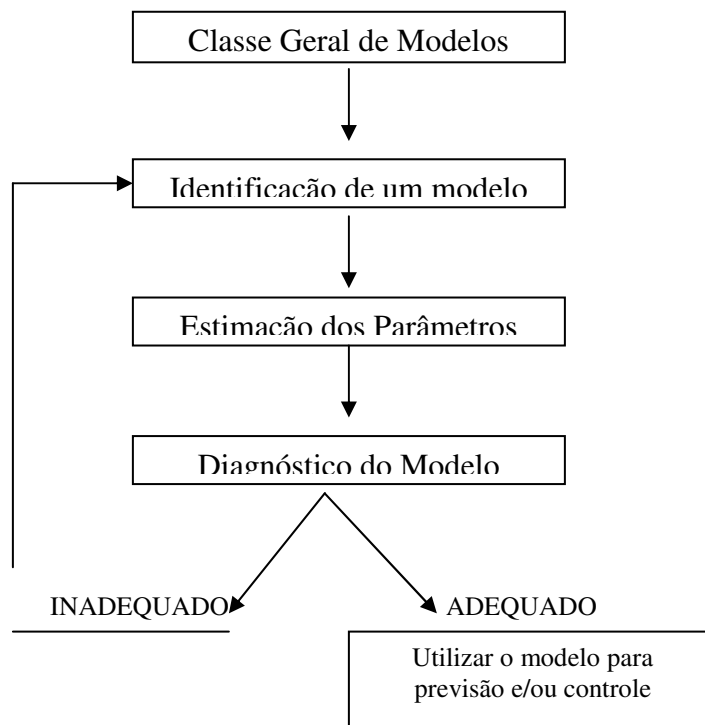 Classe Geral de Modelos
Identificação de um modelo
Estimação dos Parâmetros
Diagnóstico do Modelo
INADEQUADO
ADEQUADO
Utilizar o modelo para
previsão e/ou controle